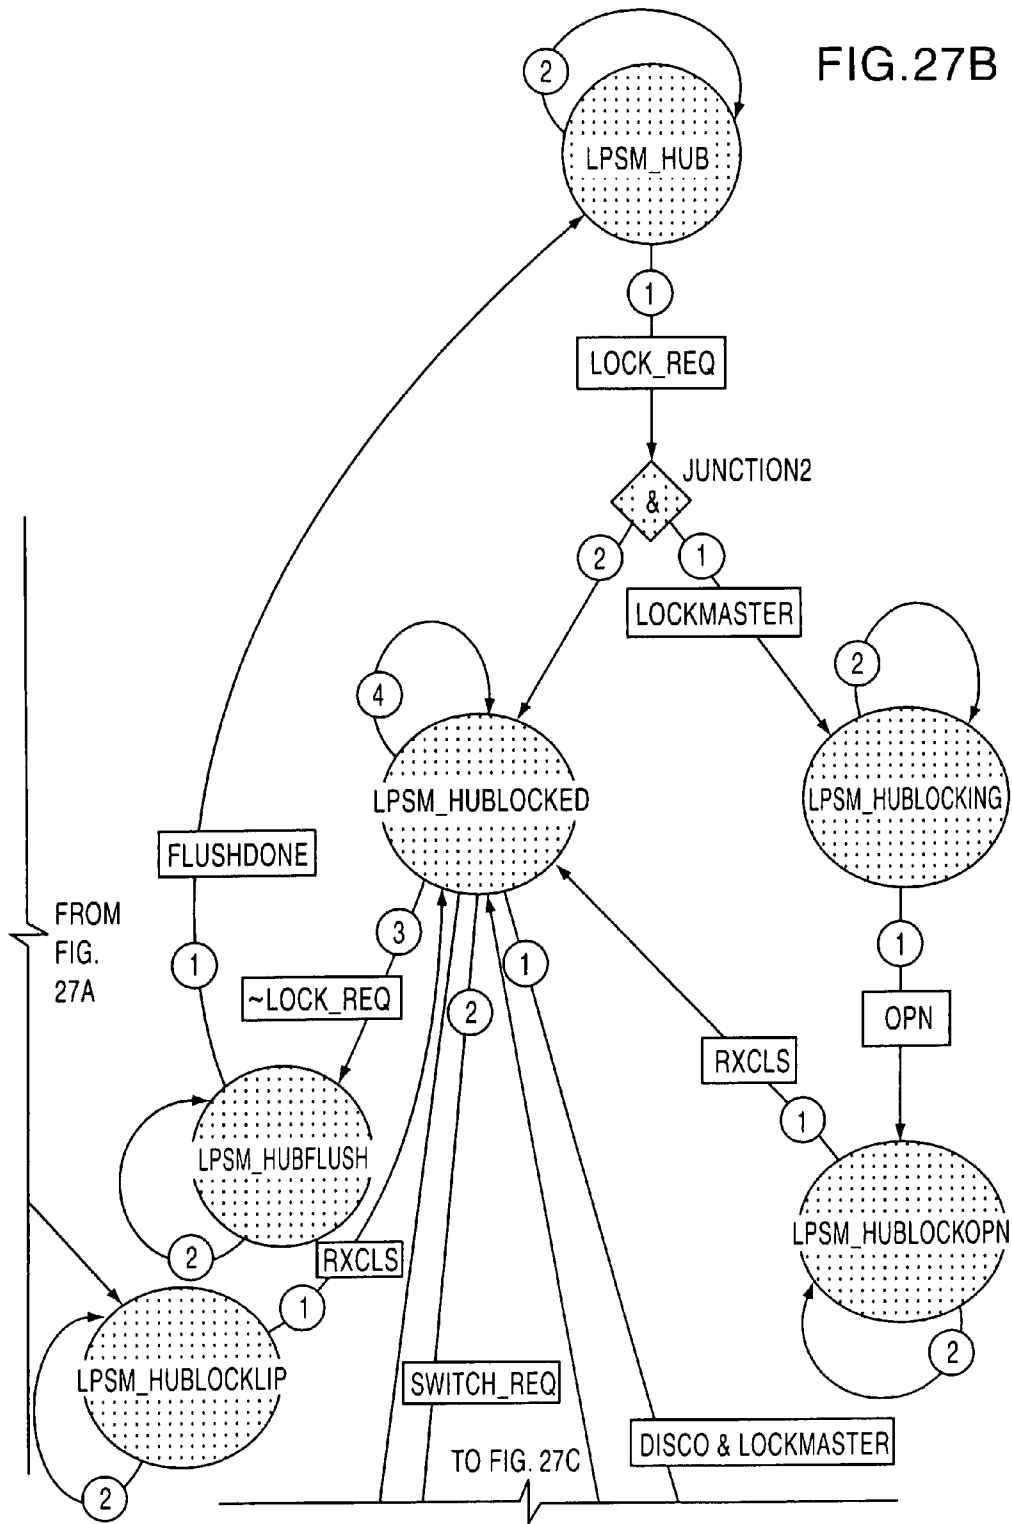 FIG.27B
2
LPSM_HUB
1
LOCK_REQ
JUNCTION2
&
2
1
LOCKMASTER
4
2
LPSM_HUBLOCKED
LPSM_HUBLOCKING
FLUSHDONE
FROM
FIG.
27A
1
3
1
1
~LOCK_REQ
2
OPN
RXCLS
1
LPSM_HUBFLUSH
LPSM_HUBLOCKOPN
2
RXCLS
1
2
LPSM_HUBLOCKLIP
SWITCH_REQ
DISCO & LOCKMASTER
TO FIG. 27C
2